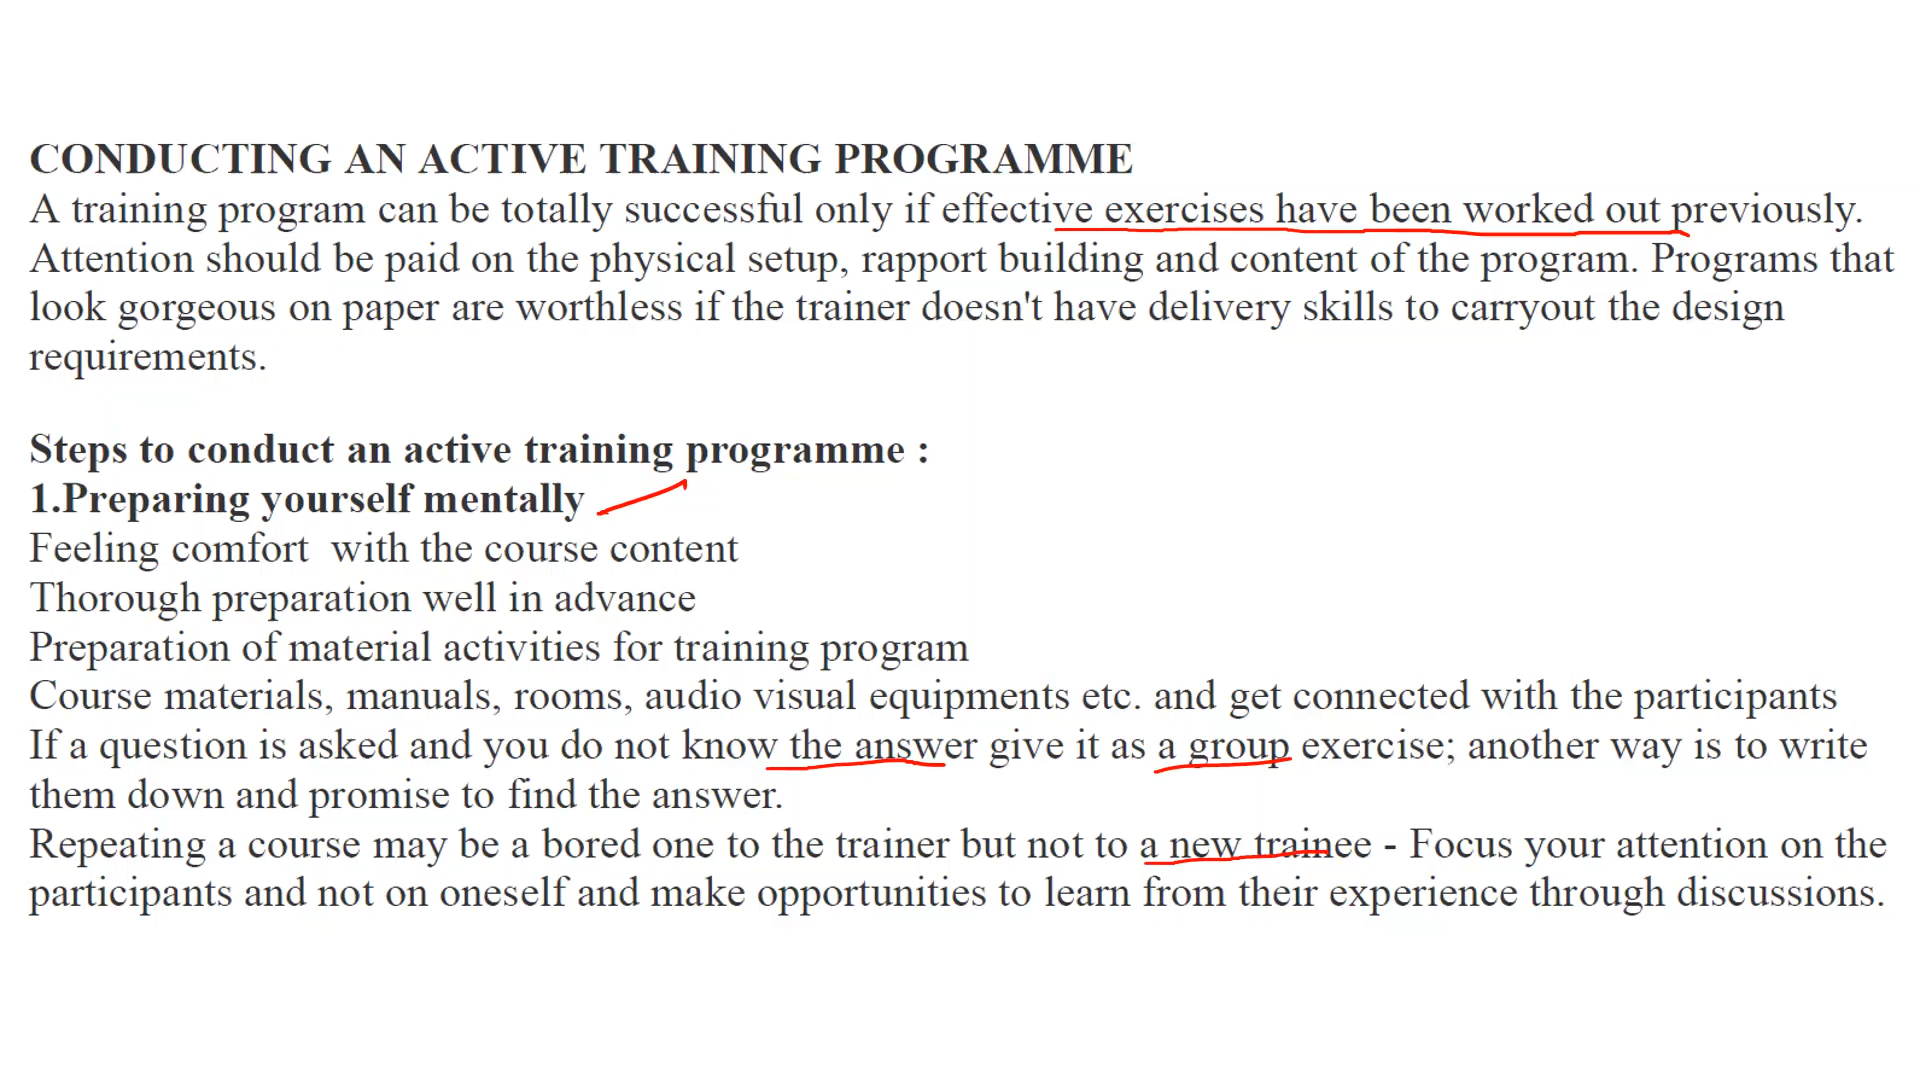 CONDUCTING AN ACTIVE TRAINING PROGRAMME
A training program can be totally successful only if effective exercises have been worked out previously.
Attention should be paid on the physical setup, rapport building and content of the program. Programs that
look gorgeous on paper are worthless if the trainer doesn't have delivery skills to carryout the design
requirements.
Steps to conduct an active training programme :
1.Preparing yourself mentally
Feeling comfort  with the course content
Thorough preparation well in advance
Preparation of material activities for training program
Course materials, manuals, rooms, audio visual equipments etc. and get connected with the participants
If a question is asked and you do not know the answer give it as a group exercise; another way is to write
them down and promise to find the answer.
Repeating a course may be a bored one to the trainer but not to a new trainee - Focus your attention on the
participants and not on oneself and make opportunities to learn from their experience through discussions.